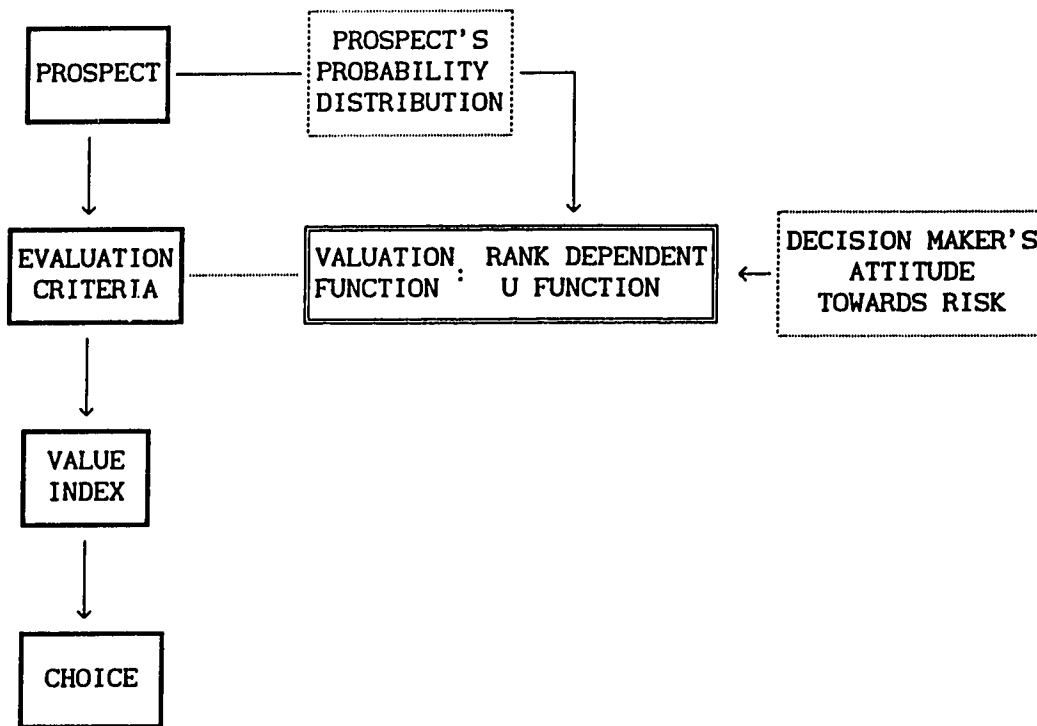 PROSPECT
PROSPECT'S
PROBABILITY
DISTRIBUTION
EVALUATION
CRITERIA
VALUATION : RANK DEPENDENT
FUNCTION U FUNCTION
DECISION MAKER'S
ATTITUDE
TOWARDS RISK
VALUE
INDEX
CHOICE